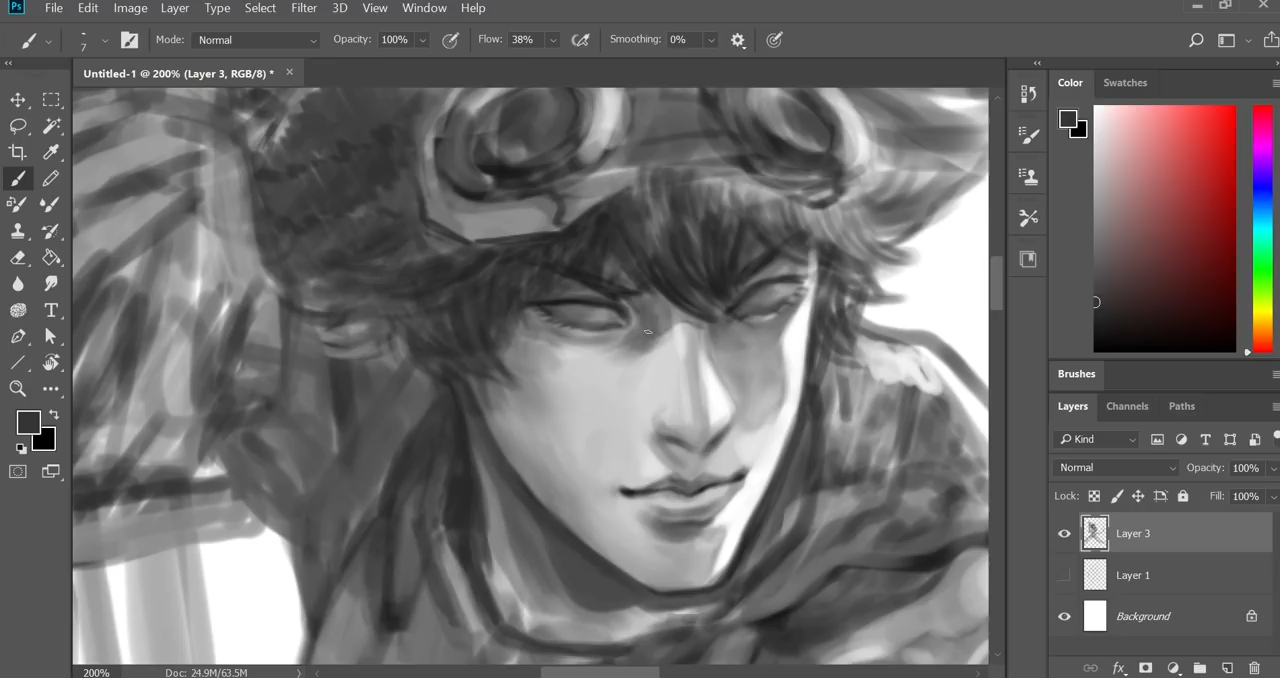 Ps File Edit Image Layer Type Select Filter 3D View Window Help
7 Mode: Normal Opacity: 100% Flow: 38% Smoothing: 0%
Untitled-1 @ 200% (Layer 3, RGB/8) *
Color Swatches
Brushes
Layers Channels Paths
Kind
Normal Opacity: 100%
Lock: Fill: 100%
Layer 3
Layer 1
Background
fx
200% Doc: 24.9M/63.5M